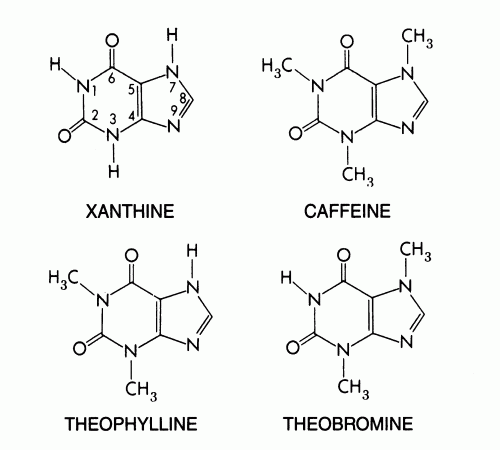 H
O
H
6
N
1
5
N
7
8
2
3
4
9
O
N
N
H
XANTHINE
CH3
O
H3C
N
N
O
N
N
CH3
CAFFEINE
H
O
H3C
N
N
O
N
N
CH3
THEOPHYLLINE
CH3
O
H
N
N
O
N
N
CH3
THEOBROMINE